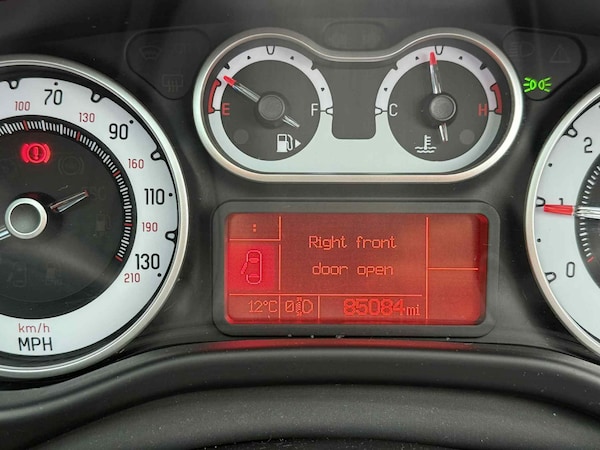 70
100
130
90
160
110
190
130
210
km/h
MPH
E
F
C
H
:
Right front
door open
12°C
0
85084mi
2
1
0